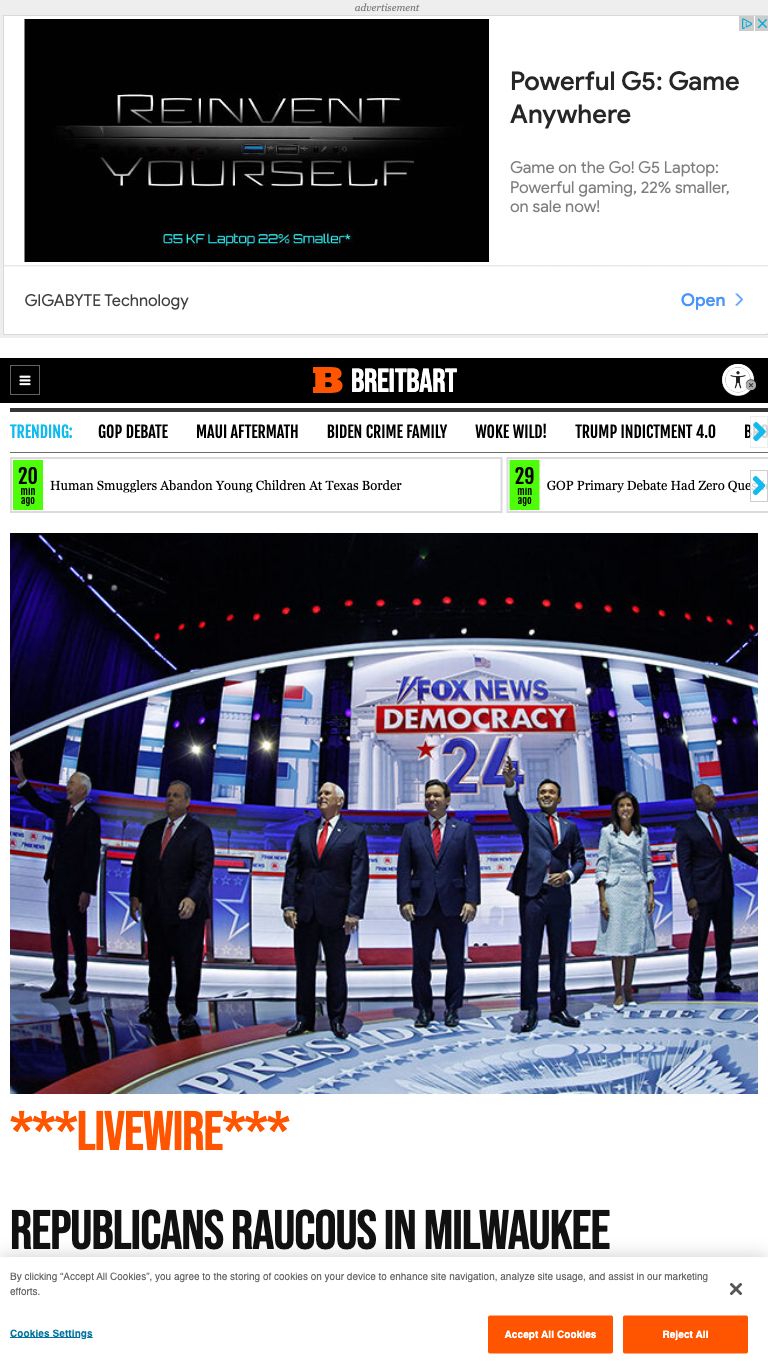 advertisement
REINVENT
YOURSELF
G5 KF Laptop 22% Smaller*
Powerful G5: Game
Anywhere
Game on the Go! G5 Laptop:
Powerful gaming, 22% smaller,
on sale now!
GIGABYTE Technology
Open
B BREITBART
TRENDING: GOP DEBATE MAUI AFTERMATH BIDEN CRIME FAMILY WOKE WILD! TRUMP INDICTMENT 4.0
20 min ago
Human Smugglers Abandon Young Children At Texas Border
29 min ago
GOP Primary Debate Had Zero Que
FOX NEWS
DEMOCRACY
24
PRESIDENT
OF THE U
***LIVEWIRE***
REPUBLICANS RAUCOUS IN MILWAUKEE
By clicking “Accept All Cookies”, you agree to the storing of cookies on your device to enhance site navigation, analyze site usage, and assist in our marketing
efforts.
Cookies Settings
Accept All Cookies
Reject All